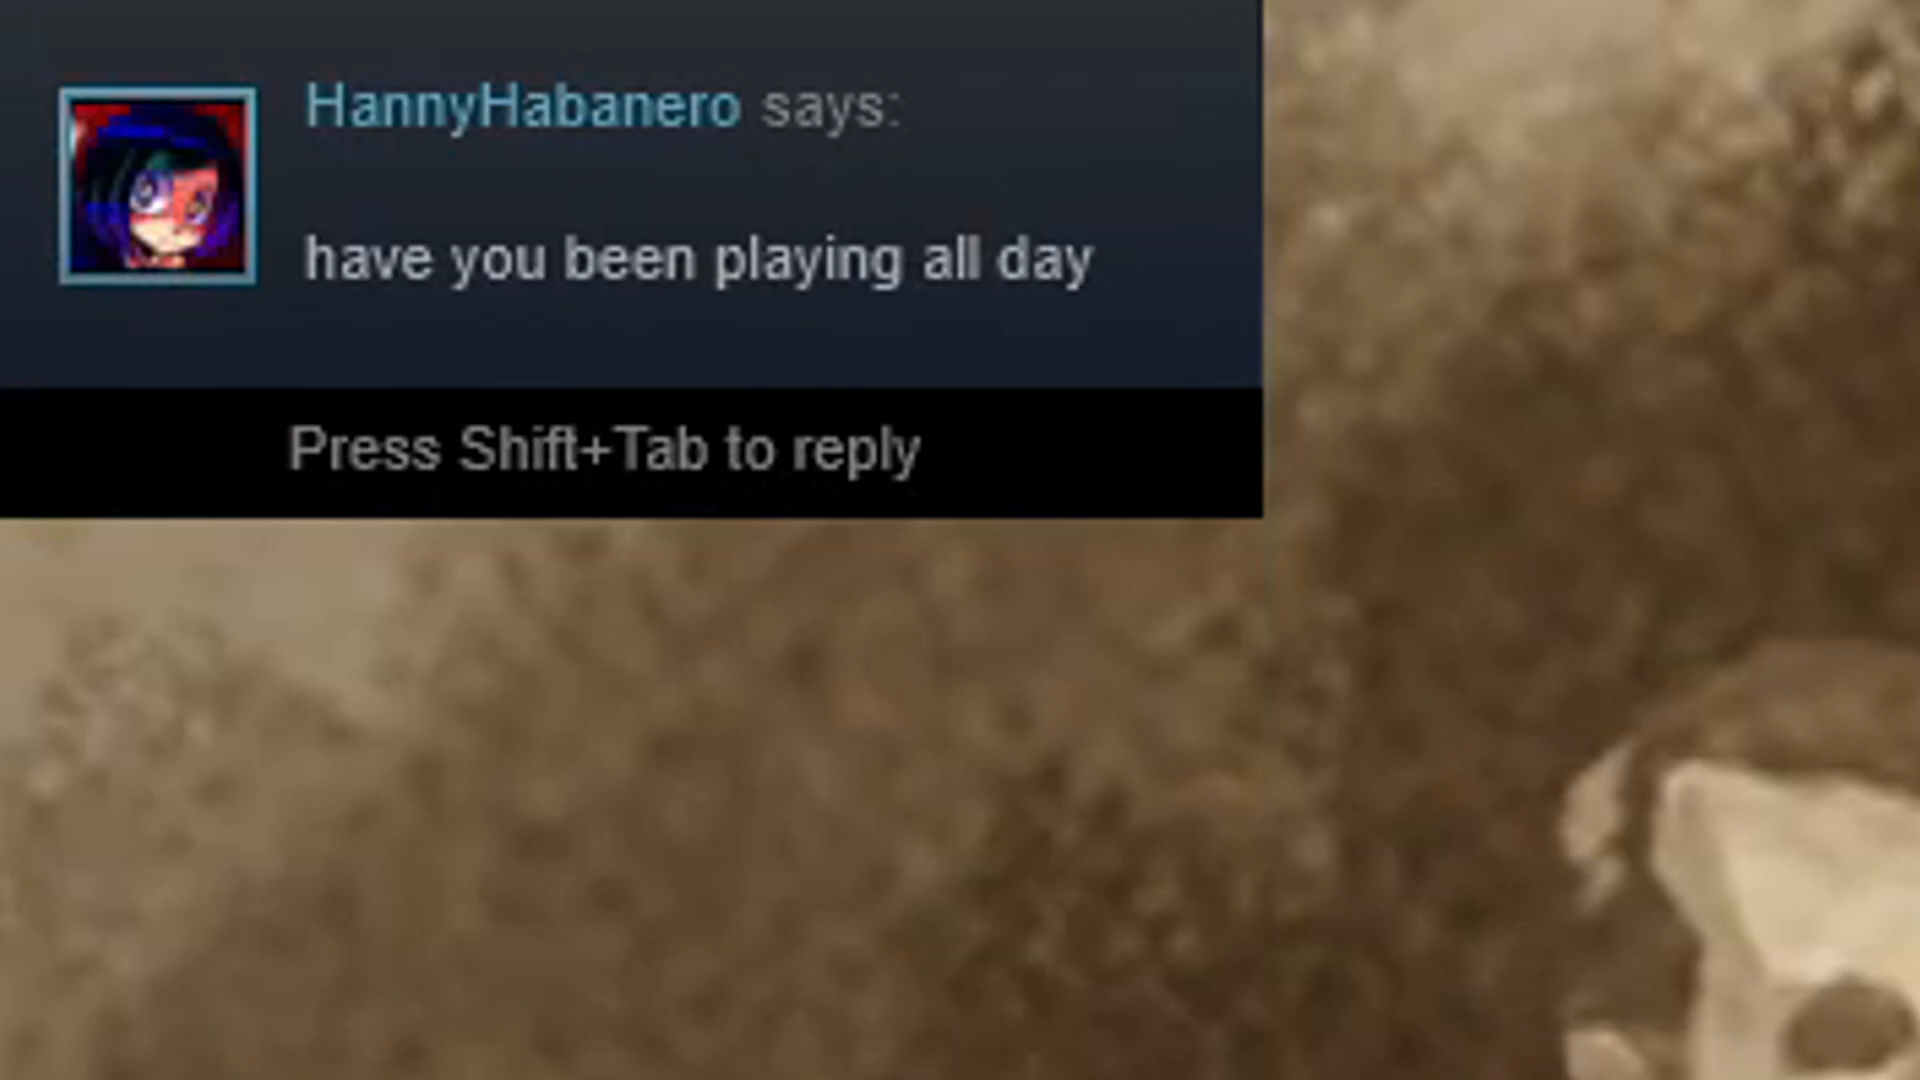 HannyHabanero says:
have you been playing all day
Press Shift+Tab to reply